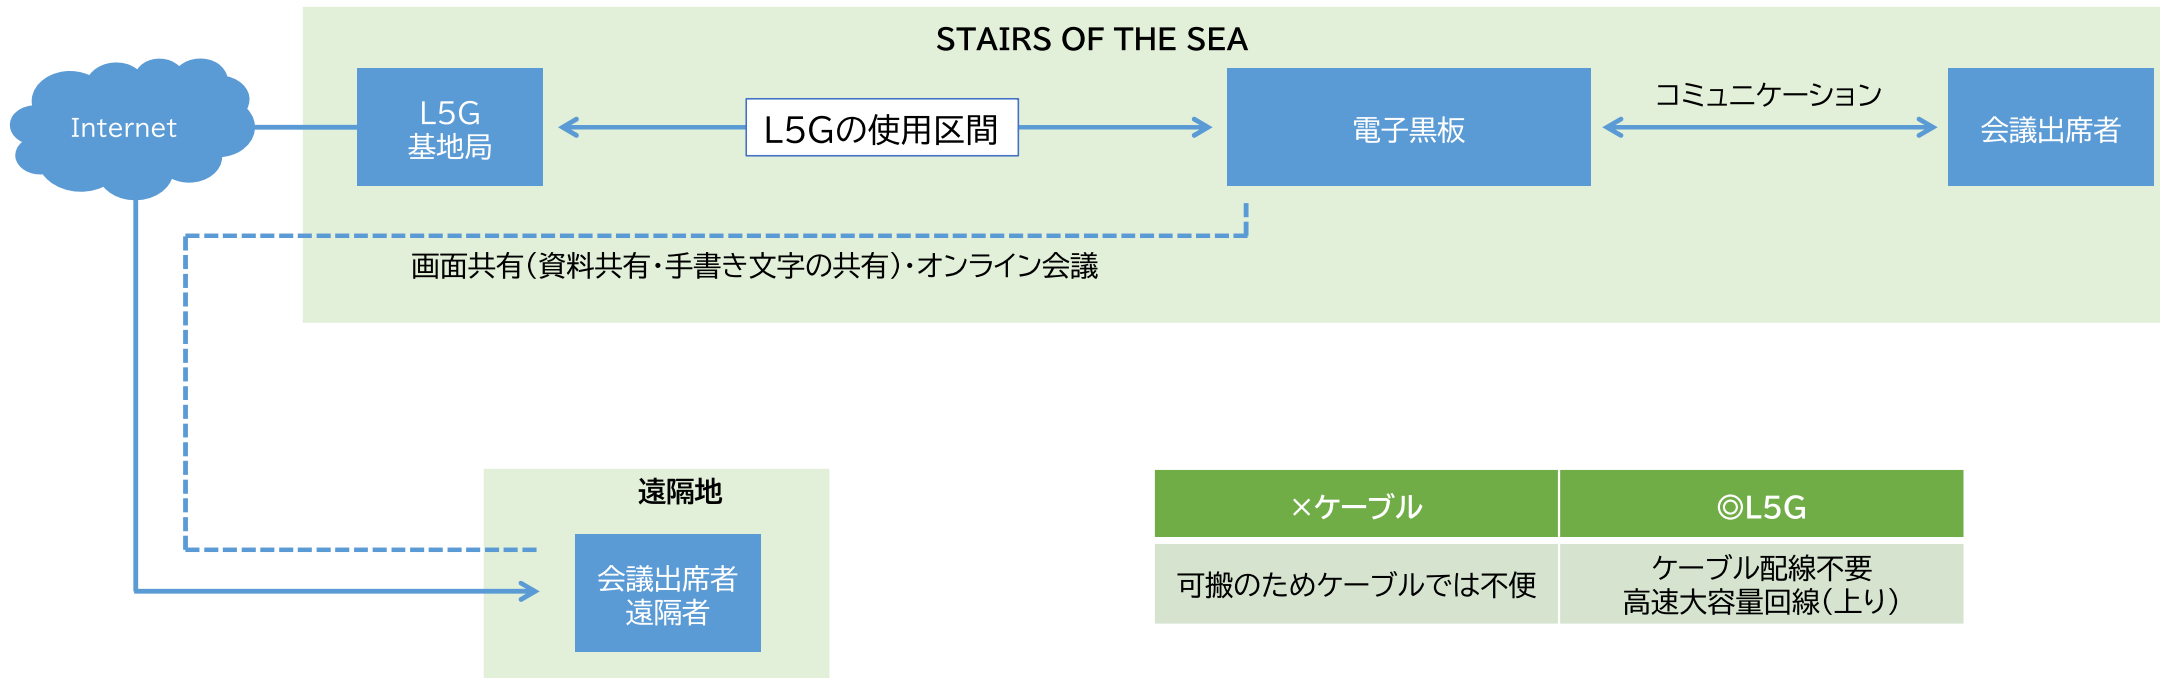 STAIRS OF THE SEA
Internet
L5G
基地局
L5Gの使用区間
電子黒板
コミュニケーション
会議出席者
画面共有(資料共有・手書き文字の共有)・オンライン会議
遠隔地
会議出席者
遠隔者
×ケーブル
◎L5G
可搬のためケーブルでは不便
ケーブル配線不要
高速大容量回線(上り)